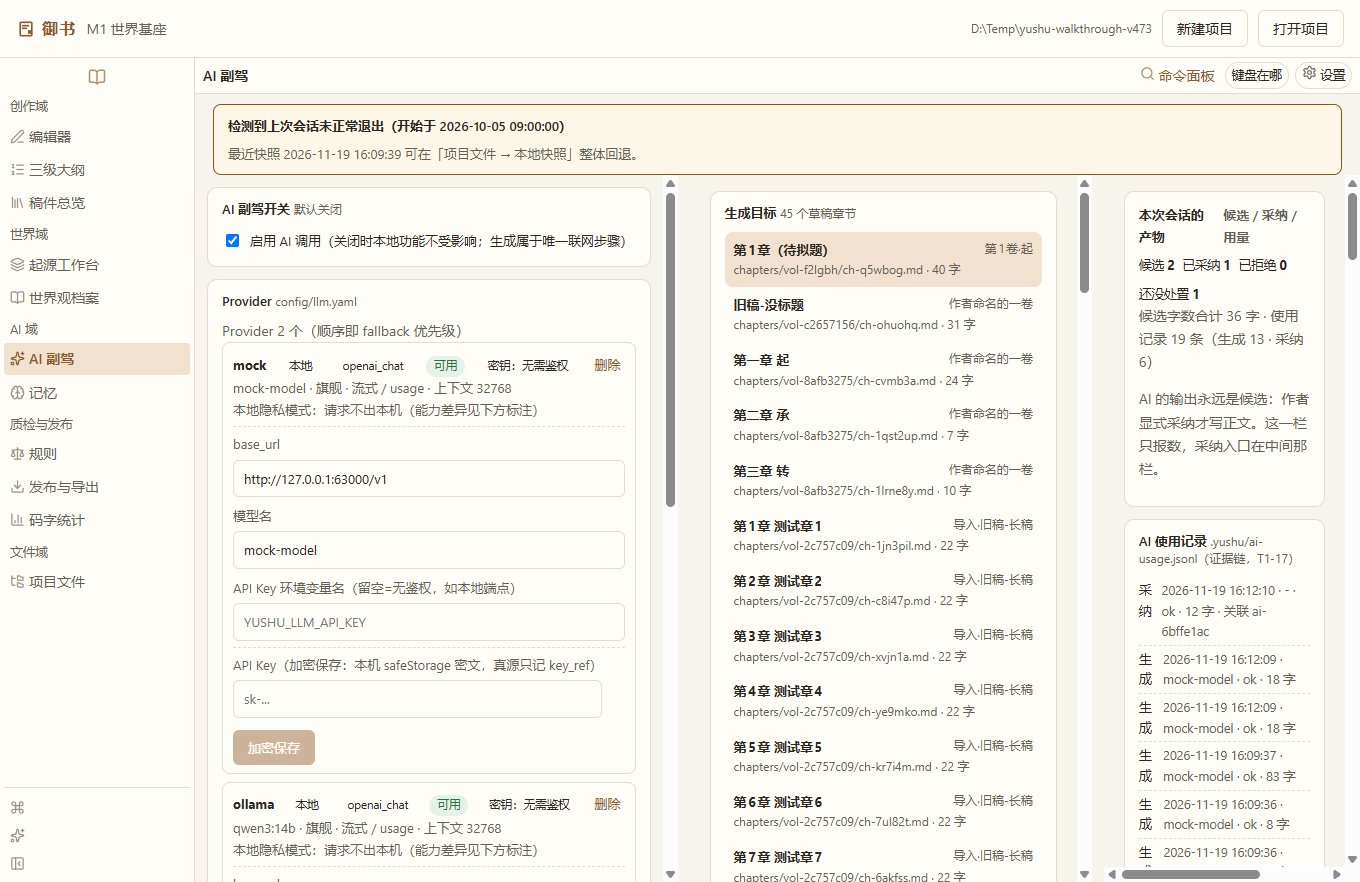 御书 M1 世界基座
D:\Temp\yushu-walkthrough-v473 新建项目 打开项目
AI 副驾
命令面板 键盘在哪 设置
创作域
编辑器
三级大纲
稿件总览
世界域
起源工作台
世界观档案
AI 域
AI 副驾
记忆
质检与发布
规则
发布与导出
码字统计
文件域
项目文件
检测到上次会话未正常退出（开始于 2026-10-05 09:00:00）
最近快照 2026-11-19 16:09:39 可在「项目文件 → 本地快照」整体回退。
AI 副驾开关 默认关闭
启用 AI 调用（关闭时本地功能不受影响；生成属于唯一联网步骤）
Provider config/llm.yaml
Provider 2 个（顺序即 fallback 优先级）
mock 本地 openai_chat 可用 密钥：无需鉴权 删除
mock-model · 旗舰 · 流式 / usage · 上下文 32768
本地隐私模式：请求不出本机（能力差异见下方标注）
base_url
http://127.0.0.1:63000/v1
模型名
mock-model
API Key 环境变量名（留空=无鉴权，如本地端点）
YUSHU_LLM_API_KEY
API Key（加密保存：本机 safeStorage 密文，真源只记 key_ref）
sk-...
加密保存
ollama 本地 openai_chat 可用 密钥：无需鉴权 删除
qwen3:14b · 旗舰 · 流式 / usage · 上下文 32768
本地隐私模式：请求不出本机（能力差异见下方标注）
生成目标 45 个草稿章节
第 1 章（待拟题） 第 1 卷·起
chapters/vol-f2lgbh/ch-q5wbog.md · 40 字
旧稿-没标题 作者命名的一卷
chapters/vol-c2657156/ch-ohuohq.md · 31 字
第一章 起 作者命名的一卷
chapters/vol-8afb3275/ch-cvmb3a.md · 24 字
第二章 承 作者命名的一卷
chapters/vol-8afb3275/ch-1qst2up.md · 7 字
第三章 转 作者命名的一卷
chapters/vol-8afb3275/ch-1lrne8y.md · 10 字
第1章 测试章1 导入·旧稿-长稿
chapters/vol-2c757c09/ch-1jn3pil.md · 22 字
第2章 测试章2 导入·旧稿-长稿
chapters/vol-2c757c09/ch-c8i47p.md · 22 字
第3章 测试章3 导入·旧稿-长稿
chapters/vol-2c757c09/ch-xvjn1a.md · 22 字
第4章 测试章4 导入·旧稿-长稿
chapters/vol-2c757c09/ch-ye9mko.md · 22 字
第5章 测试章5 导入·旧稿-长稿
chapters/vol-2c757c09/ch-kr7i4m.md · 22 字
第6章 测试章6 导入·旧稿-长稿
chapters/vol-2c757c09/ch-7ul82t.md · 22 字
第7章 测试章7 导入·旧稿-长稿
chapters/vol-2c757c09/ch-6akfss.md · 22 字
本次会话的产物 候选 / 采纳 / 用量
候选 2 已采纳 1 已拒绝 0
还没处置 1
候选字数合计 36 字 · 使用
记录 19 条（生成 13 · 采纳
6）
AI 的输出永远是候选：作者
显式采纳才写正文。这一栏
只报数，采纳入口在中间那
栏。
AI 使用记录 .yushu/ai-
usage.jsonl（证据链，T1-17）
采纳 2026-11-19 16:12:10 · - ·
ok · 12 字 · 关联 ai-
6bffe1ac
生成 2026-11-19 16:12:09 ·
mock-model · ok · 18 字
生成 2026-11-19 16:12:09 ·
mock-model · ok · 18 字
生成 2026-11-19 16:09:37 ·
mock-model · ok · 83 字
生成 2026-11-19 16:09:36 ·
mock-model · ok · 8 字
生 2026-11-19 16:09:36 ·